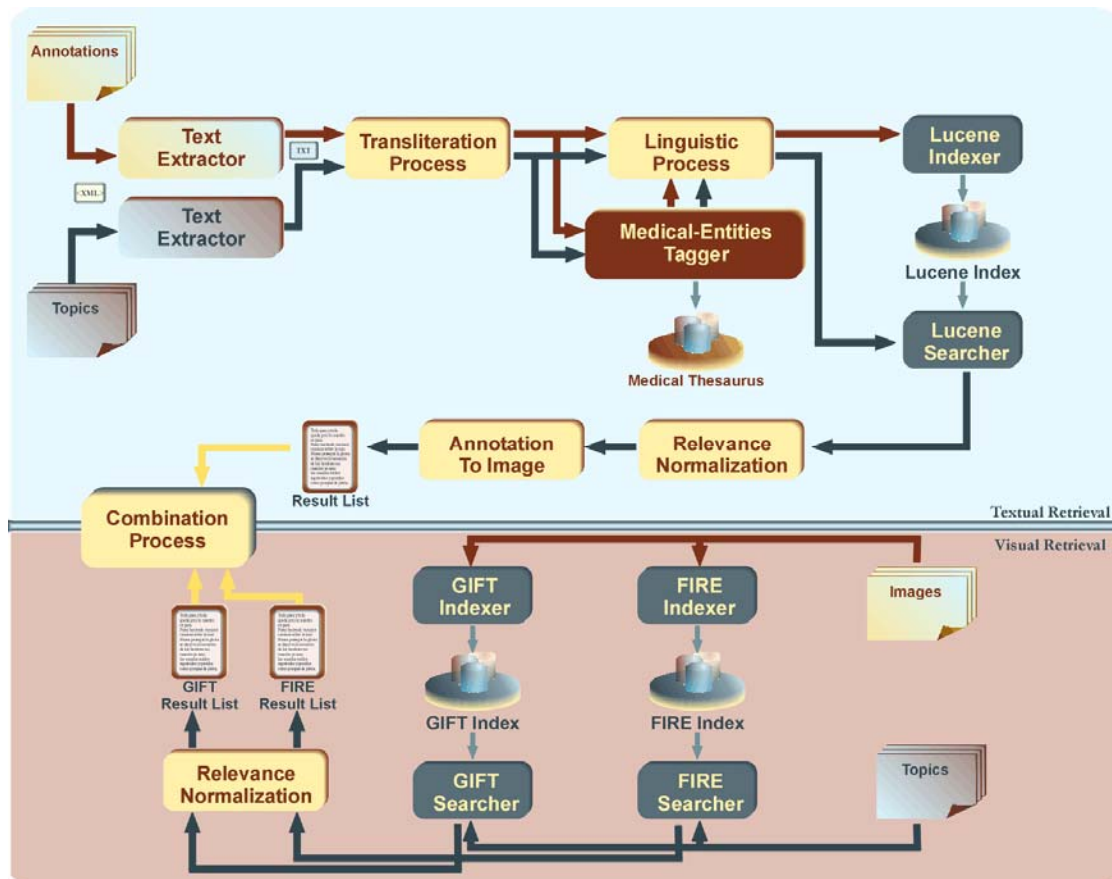 Annotations
Text
Extractor
TXT
Transliteration
Process
Linguistic
Process
Lucene
Indexer
<XML>
Text
Extractor
Medical-Entities
Tagger
Lucene Index
Topics
Medical Thesaurus
Lucene
Searcher
Result List
Annotation
To Image
Relevance
Normalization
Combination
Process
Textual Retrieval
Visual Retrieval
GIFT
Indexer
FIRE
Indexer
Images
GIFT
Result List
FIRE
Result List
GIFT Index
FIRE Index
Relevance
Normalization
GIFT
Searcher
FIRE
Searcher
Topics